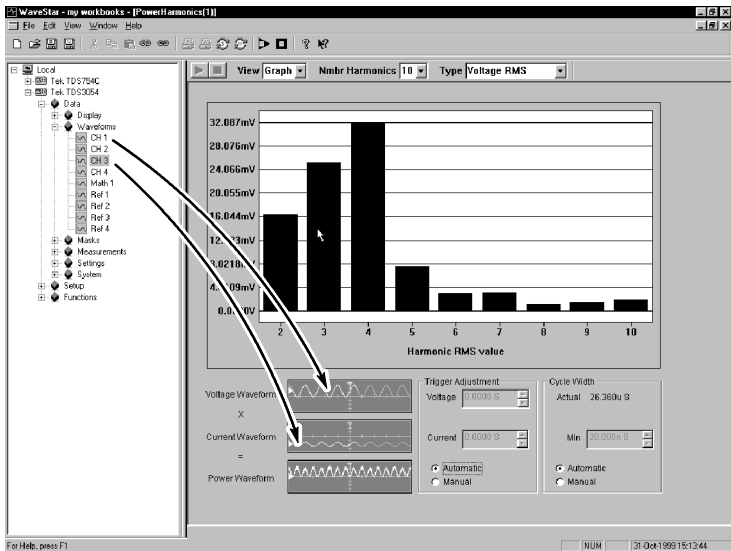 WaveStar - my workbooks - [PowerHarmonics[1]]
File Edit View Window Help
View Graph Nmbr Harmonics 10 Type Voltage RMS
Local
Tek TDS754C
Tek TDS3054
Data
Display
Waveforms
CH 1
CH 2
CH 3
CH 4
Math 1
Ref 1
Ref 2
Ref 3
Ref 4
Masks
Measurements
Settings
System
Setup
Functions
32.087mV
28.076mV
24.066mV
20.055mV
16.044mV
2 3 4 5 6 7 8 9 10
Harmonic RMS value
Voltage Waveform
X
Current Waveform
=
Power Waveform
Trigger Adjustment
Voltage 0.0000 S
Current 0.0000 S
Automatic
Manual
Cycle Width
Actual 26.360u S
Min 20.000n S
Automatic
Manual
For Help, press F1
NUM 31-Oct-1999 15:13:44